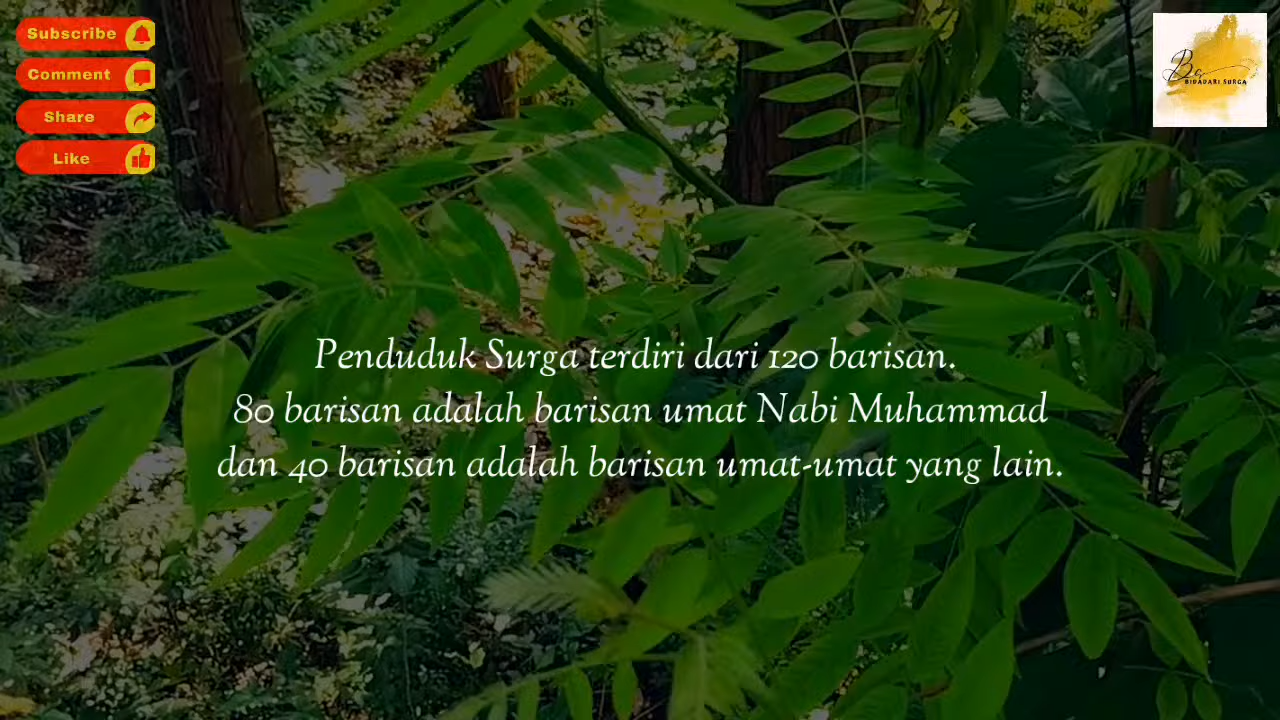 Subscribe
Comment
Share
Like
BIDADARI SURGA
Penduduk Surga terdiri dari 120 barisan.
80 barisan adalah barisan umat Nabi Muhammad
dan 40 barisan adalah barisan umat-umat yang lain.